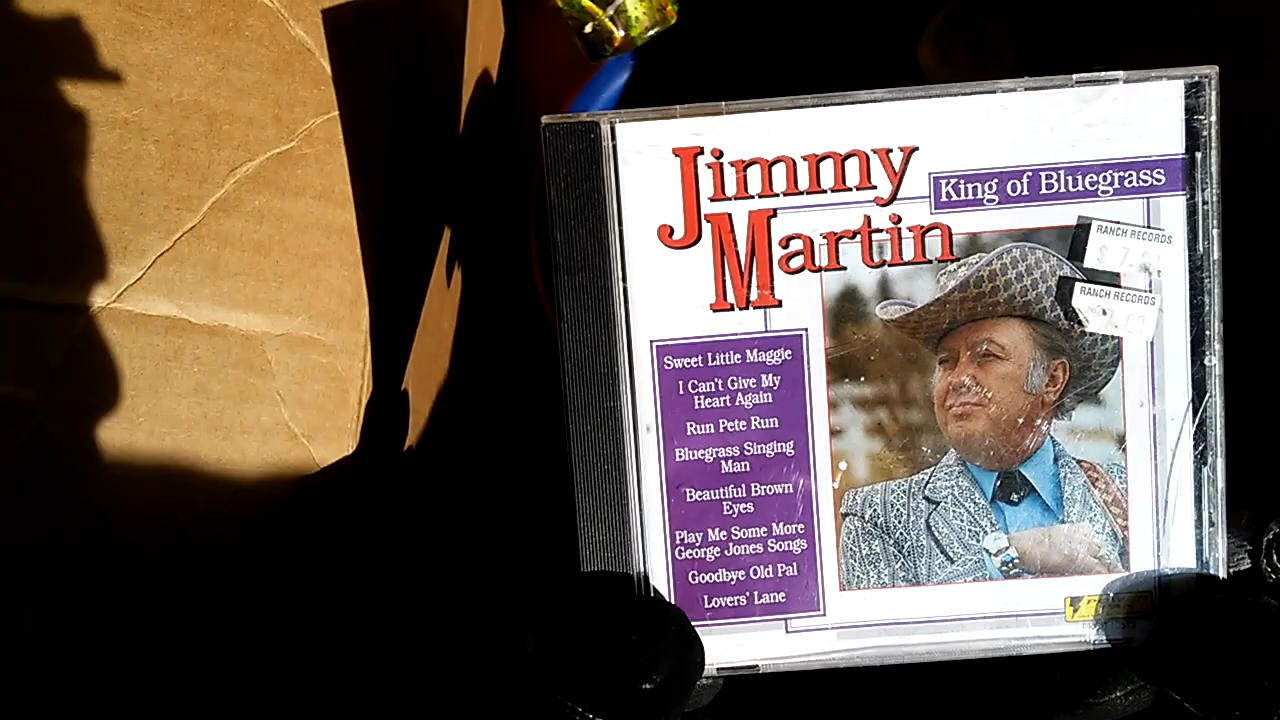 Jimmy
Martin
King of Bluegrass
RANCH RECORDS
RANCH RECORDS
Sweet Little Maggie
I Can't Give My
Heart Again
Run Pete Run
Bluegrass Singing
Man
Beautiful Brown
Eyes
Play Me Some More
George Jones Songs
Goodbye Old Pal
Lovers' Lane